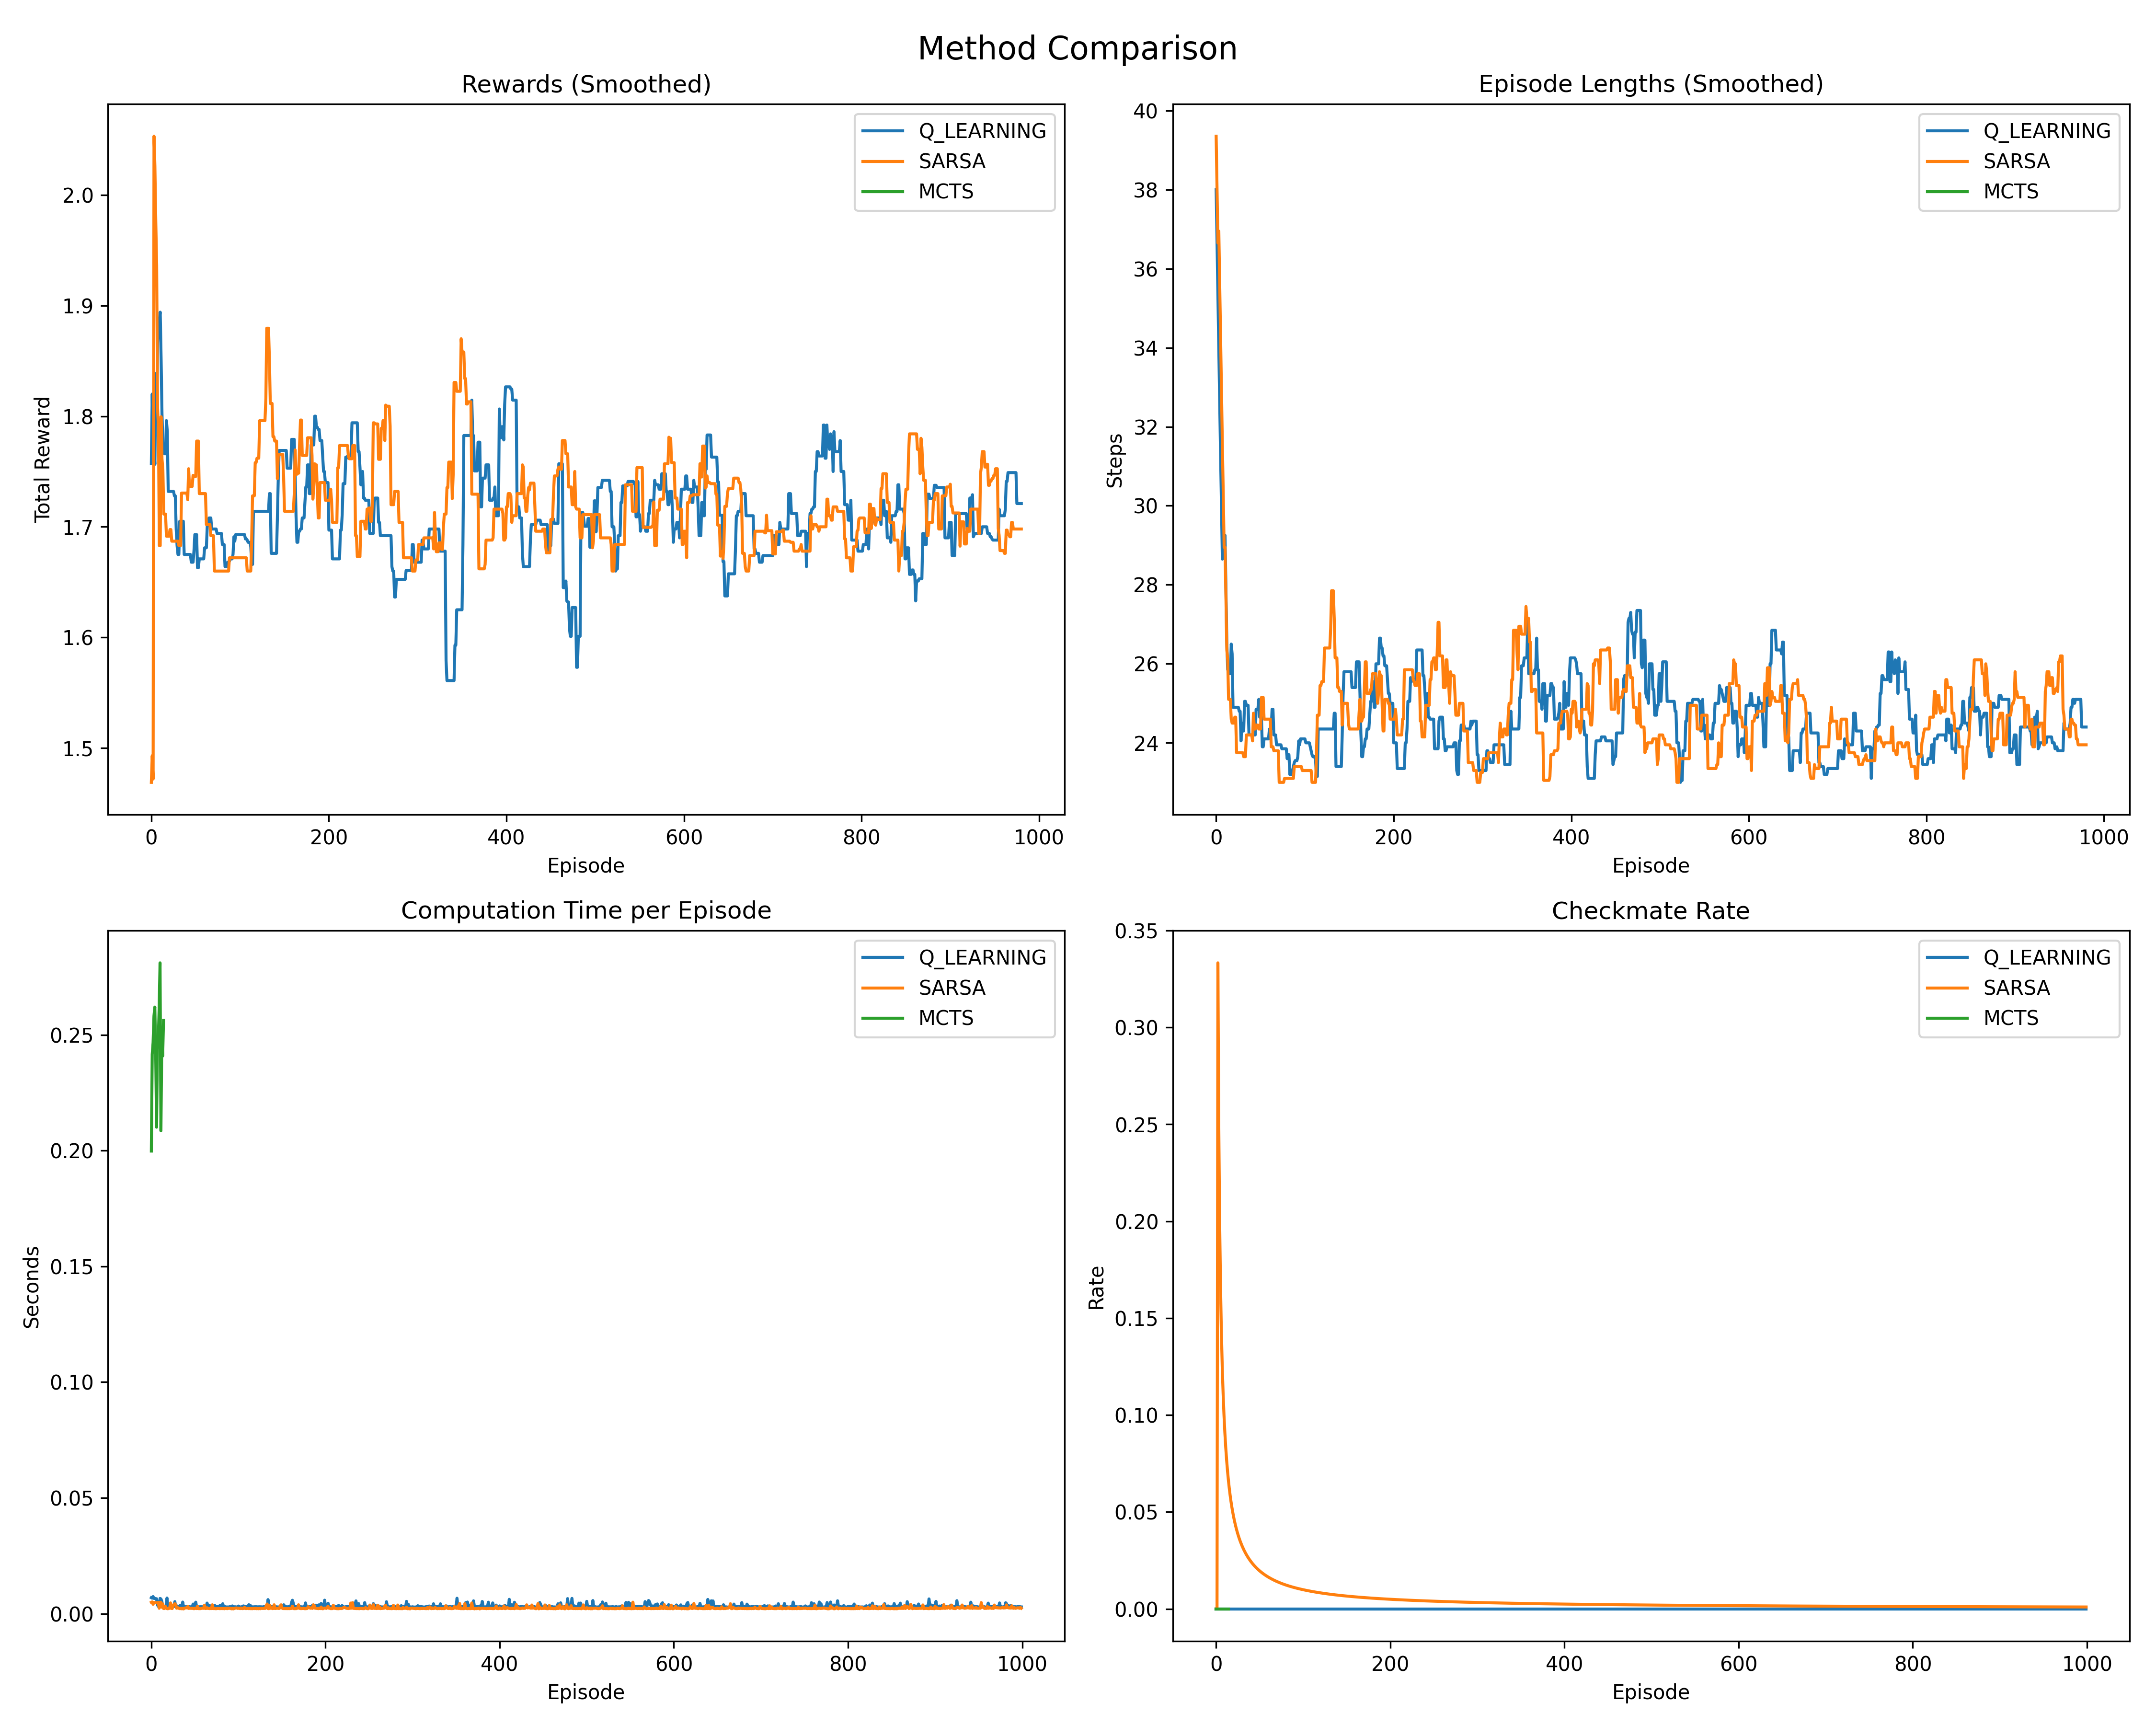 Method Comparison
Rewards (Smoothed)
Total Reward
2.0
1.9
1.8
1.7
1.6
1.5
0 200 400 600 800 1000
Episode
Q_LEARNING
SARSA
MCTS
Episode Lengths (Smoothed)
Steps
40
38
36
34
32
30
28
26
24
0 200 400 600 800 1000
Episode
Q_LEARNING
SARSA
MCTS
Computation Time per Episode
Seconds
0.25
0.20
0.15
0.10
0.05
0.00
0 200 400 600 800 1000
Episode
Q_LEARNING
SARSA
MCTS
Checkmate Rate
Rate
0.35
0.30
0.25
0.20
0.15
0.10
0.05
0.00
0 200 400 600 800 1000
Episode
Q_LEARNING
SARSA
MCTS